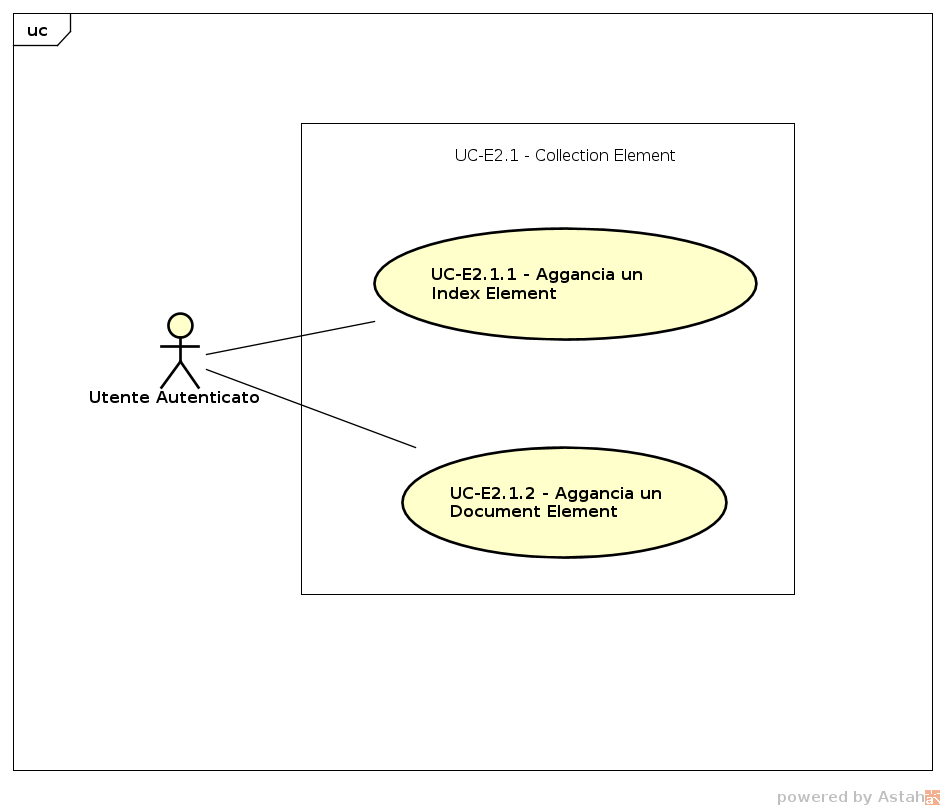 uc
UC-E2.1 - Collection Element
UC-E2.1.1 - Aggancia un
Index Element
Utente Autenticato
UC-E2.1.2 - Aggancia un
Document Element
powered by Astah